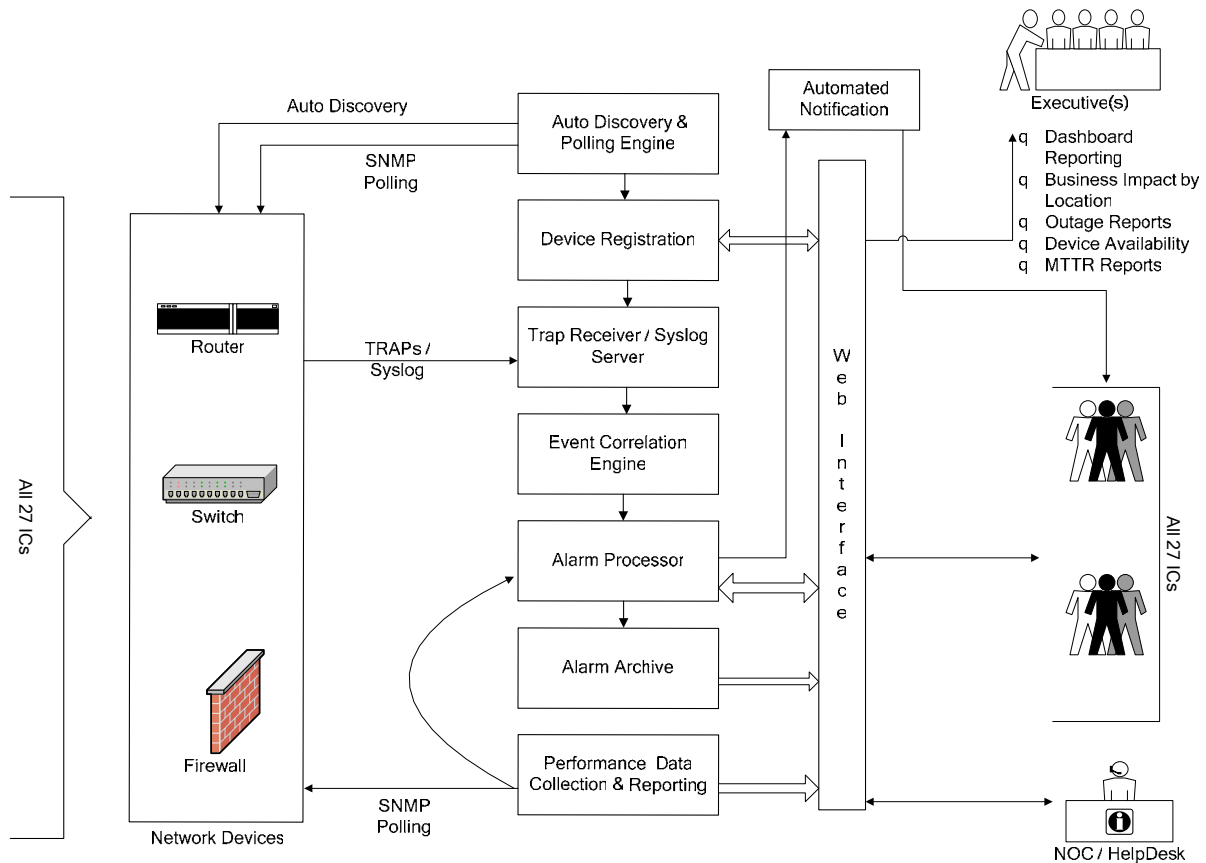 Auto Discovery
SNMP
Polling
Auto Discovery &
Polling Engine
Automated
Notification
Executive(s)
q Dashboard
Reporting
q Business Impact by
Location
q Outage Reports
q Device Availability
q MTTR Reports
Device Registration
Router
TRAPs /
Syslog
Trap Receiver / Syslog
Server
Event Correlation
Engine
Web Interface
All 27 ICs
Switch
Alarm Processor
All 27 ICs
Alarm Archive
Firewall
Performance Data
Collection & Reporting
SNMP
Polling
Network Devices
NOC / HelpDesk